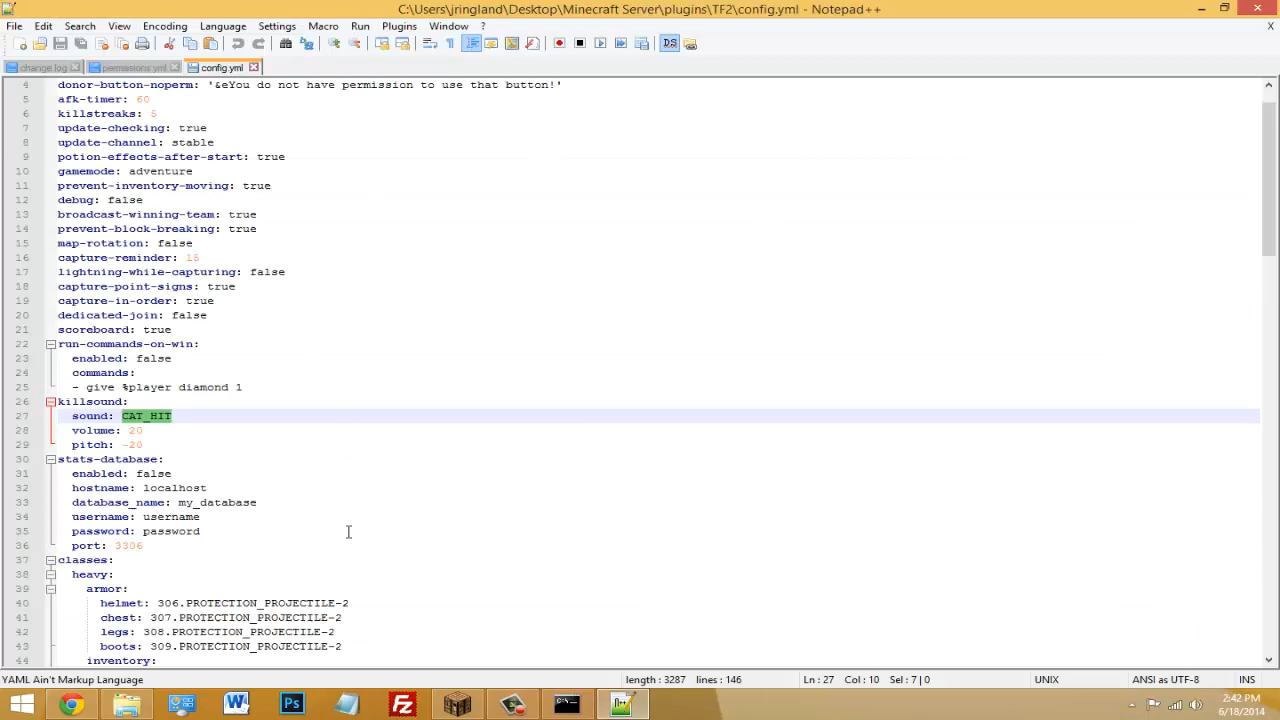 C:\Users\jringland\Desktop\Minecraft Server\plugins\TF2\config.yml - Notepad++
File Edit Search View Encoding Language Settings Macro Run Plugins Window ? X
change.log permissions.yml config.yml
4 donor-button-noperm: '&eYou do not have permission to use that button!'
5 afk-timer: 60
6 killstreaks: 5
7 update-checking: true
8 update-channel: stable
9 potion-effects-after-start: true
10 gamemode: adventure
11 prevent-inventory-moving: true
12 debug: false
13 broadcast-winning-team: true
14 prevent-block-breaking: true
15 map-rotation: false
16 capture-reminder: 15
17 lightning-while-capturing: false
18 capture-point-signs: true
19 capture-in-order: true
20 dedicated-join: false
21 scoreboard: true
22 run-commands-on-win:
23 enabled: false
24 commands:
25 - give %player diamond 1
26 killsound:
27 sound: CAT_HIT
28 volume: 20
29 pitch: -20
30 stats-database:
31 enabled: false
32 hostname: localhost
33 database_name: my_database
34 username: username
35 password: password
36 port: 3306
37 classes:
38 heavy:
39 armor:
40 helmet: 306.PROTECTION_PROJECTILE-2
41 chest: 307.PROTECTION_PROJECTILE-2
42 legs: 308.PROTECTION_PROJECTILE-2
43 boots: 309.PROTECTION_PROJECTILE-2
44 inventory:
YAML Ain't Markup Language length : 3287 lines : 146 Ln : 27 Col : 10 Sel : 7 | 0 UNIX ANSI as UTF-8 INS
2:42 PM
6/18/2014